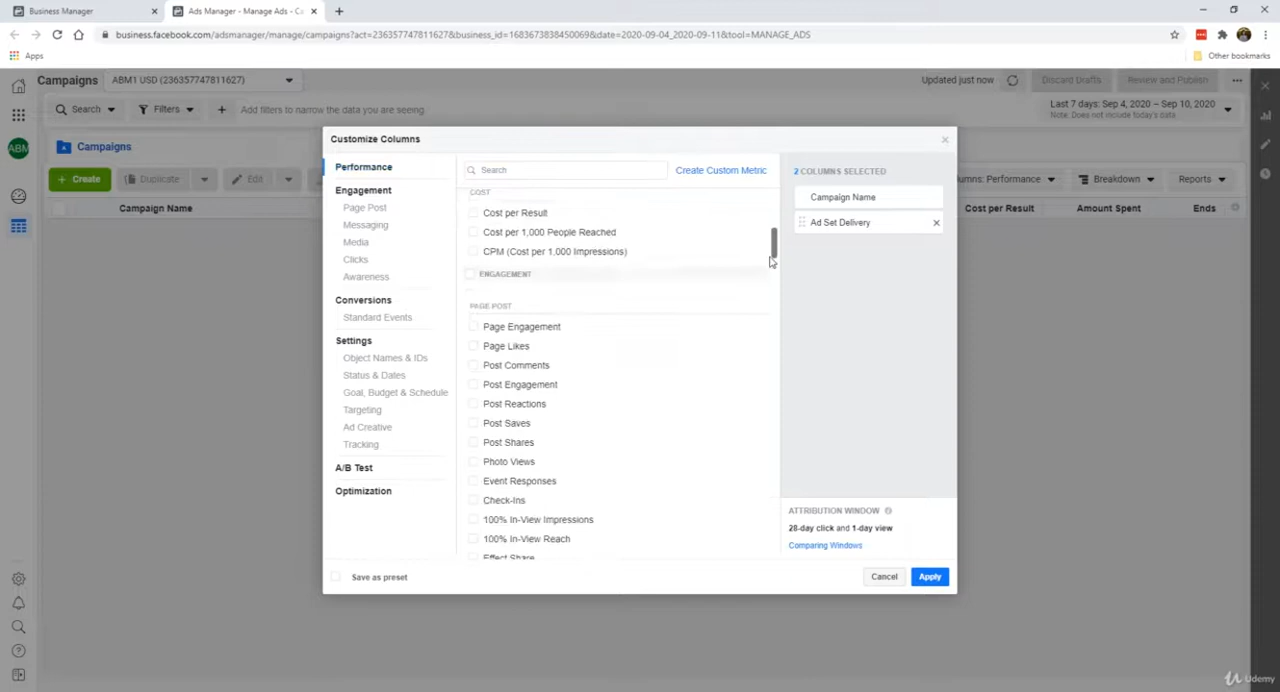 Business Manager
Ads Manager - Manage Ads - Ca
business.facebook.com/adsmanager/manage/campaigns?act=236357747811627&business_id=1683673838450069&date=2020-09-04_2020-09-11&tool=MANAGE_ADS
Apps
Other bookmarks
Campaigns
ABM1 USD (236357747811627)
Updated just now
Discard Drafts
Review and Publish
Search
Filters
Add filters to narrow the data you are seeing.
Last 7 days: Sep 4, 2020 – Sep 10, 2020
Note: Does not include today's data
ABM
Campaigns
Create
Duplicate
Edit
umns: Performance
Breakdown
Reports
Campaign Name
Cost per Result
Amount Spent
Ends
Customize Columns
Performance
Engagement
Page Post
Messaging
Media
Clicks
Awareness
Conversions
Standard Events
Settings
Object Names & IDs
Status & Dates
Goal, Budget & Schedule
Targeting
Ad Creative
Tracking
A/B Test
Optimization
Search
Create Custom Metric
COST
Cost per Result
Cost per 1,000 People Reached
CPM (Cost per 1,000 Impressions)
ENGAGEMENT
PAGE POST
Page Engagement
Page Likes
Post Comments
Post Engagement
Post Reactions
Post Saves
Post Shares
Photo Views
Event Responses
Check-Ins
100% In-View Impressions
100% In-View Reach
Effect Share
2 COLUMNS SELECTED
Campaign Name
Ad Set Delivery
ATTRIBUTION WINDOW
28-day click and 1-day view
Comparing Windows
Save as preset
Cancel
Apply
Udemy